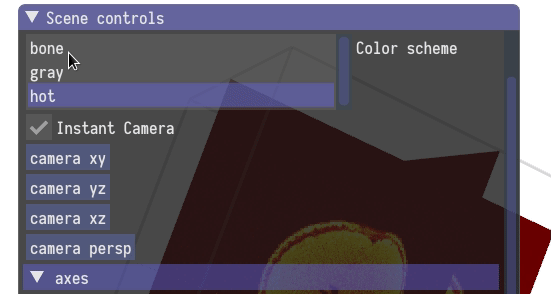 Scene controls
bone Color scheme
gray
hot
Instant Camera
camera xy
camera yz
camera xz
camera persp
axes